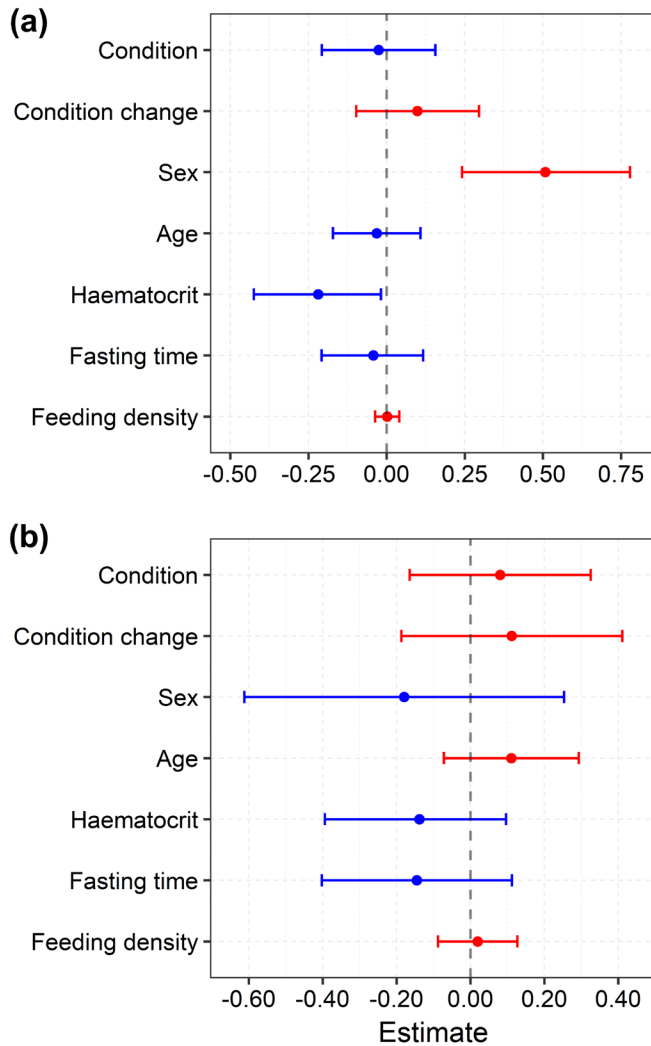 (a)
Condition
Condition change
Sex
Age
Haematocrit
Fasting time
Feeding density
-0.50 -0.25 0.00 0.25 0.50 0.75
(b)
Condition
Condition change
Sex
Age
Haematocrit
Fasting time
Feeding density
-0.60 -0.40 -0.20 0.00 0.20 0.40
Estimate